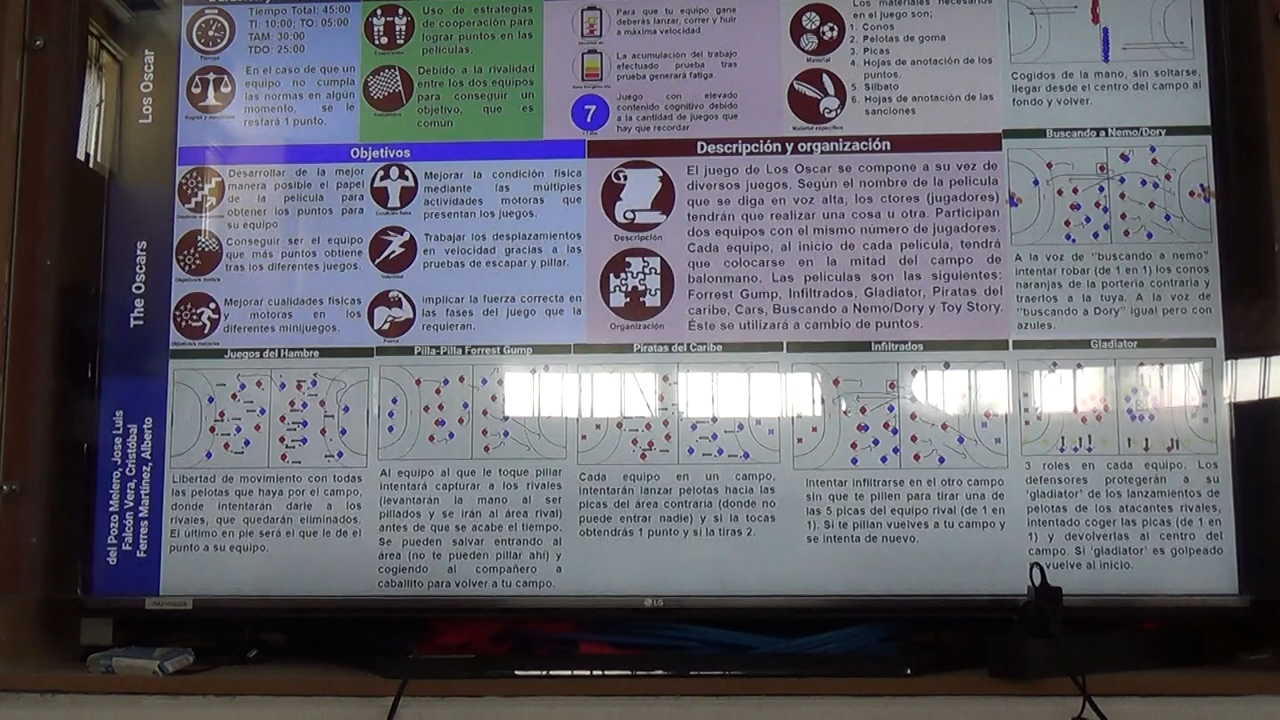 Los Oscar
The Oscars
del Pozo Melero, Jose Luis
Falcón Vera, Cristóbal
Ferres Martínez, Alberto
Tiempo Total: 45:00
TI: 10:00; TO: 05:00
TAM: 30:00
TDO: 25:00
Tiempo
En el caso de que un
equipo no cumpla
las normas en algún
momento, se le
restará 1 punto.
Uso de estrategias
de cooperación para
lograr puntos en las
películas.
Debido a la rivalidad
entre los dos equipos
para conseguir un
objetivo, que es
común
Para que tu equipo gane
deberás lanzar, correr y huir
a máxima velocidad
La acumulación del trabajo
efectuado prueba tras
prueba generará fatiga.
7
Juego con elevado
contenido cognitivo debido
a la cantidad de juegos que
hay que recordar
Material
Material específico
Los materiales necesarios
en el juego son;
1. Conos
2. Pelotas de goma
3. Picas
4. Hojas de anotación de los
puntos.
5. Silbato
6. Hojas de anotación de las
sanciones
Cogidos de la mano, sin soltarse,
llegar desde el centro del campo al
fondo y volver.
Objetivos
Desarrollar de la mejor
manera posible el papel
de la película para
obtener los puntos para
su equipo
Conseguir ser el equipo
que más puntos obtiene
tras los diferentes juegos.
Mejorar cualidades físicas
y motoras en los
diferentes minijuegos.
Mejorar la condición física
mediante las múltiples
actividades motoras que
presentan los juegos.
Trabajar los desplazamientos
en velocidad gracias a las
pruebas de escapar y pillar.
Implicar la fuerza correcta en
las fases del juego que la
requieran.
Descripción y organización
Descripción
Organización
El juego de Los Oscar se compone a su vez de
diversos juegos. Según el nombre de la película
que se diga en voz alta, los ctores (jugadores)
tendrán que realizar una cosa u otra. Participan
dos equipos con el mismo número de jugadores.
Cada equipo, al inicio de cada película, tendrá
que colocarse en la mitad del campo de
balonmano. Las películas son las siguientes:
Forrest Gump, Infiltrados, Gladiator, Piratas del
caribe, Cars, Buscando a Nemo/Dory y Toy Story.
Éste se utilizará a cambio de puntos.
Buscando a Nemo/Dory
A la voz de "buscando a nemo"
intentar robar (de 1 en 1) los conos
naranjas de la portería contraria y
traerlos a la tuya. A la voz de
"buscando a Dory" igual pero con
azules.
Juegos del Hambre
Libertad de movimiento con todas
las pelotas que haya por el campo,
donde intentarán darle a los
rivales, que quedarán eliminados.
El último en pie será el que le de el
punto a su equipo.
Pilla-Pilla Forrest Gump
Al equipo al que le toque pillar
intentará capturar a los rivales
(levantarán la mano al ser
pillados y se irán al área rival)
antes de que se acabe el tiempo.
Se pueden salvar entrando al
área (no te pueden pillar ahí) y
cogiendo al compañero a
caballito para volver a tu campo.
Piratas del Caribe
Cada equipo en un campo,
intentarán lanzar pelotas hacia las
picas del área contraria (donde no
puede entrar nadie) y si la tocas
obtendrás 1 punto y si la tiras 2.
Infiltrados
Intentar infiltrarse en el otro campo
sin que te pillen para tirar una de
las 5 picas del equipo rival (de 1 en
1). Si te pillan vuelves a tu campo y
se intenta de nuevo.
Gladiator
3 roles en cada equipo. Los
defensores protegerán a su
'gladiator' de los lanzamientos de
pelotas de los atacantes rivales,
intentado coger las picas (de 1 en
1) y devolverlas al centro del
campo. Si 'gladiator' es golpeado
vuelve al inicio.
LG